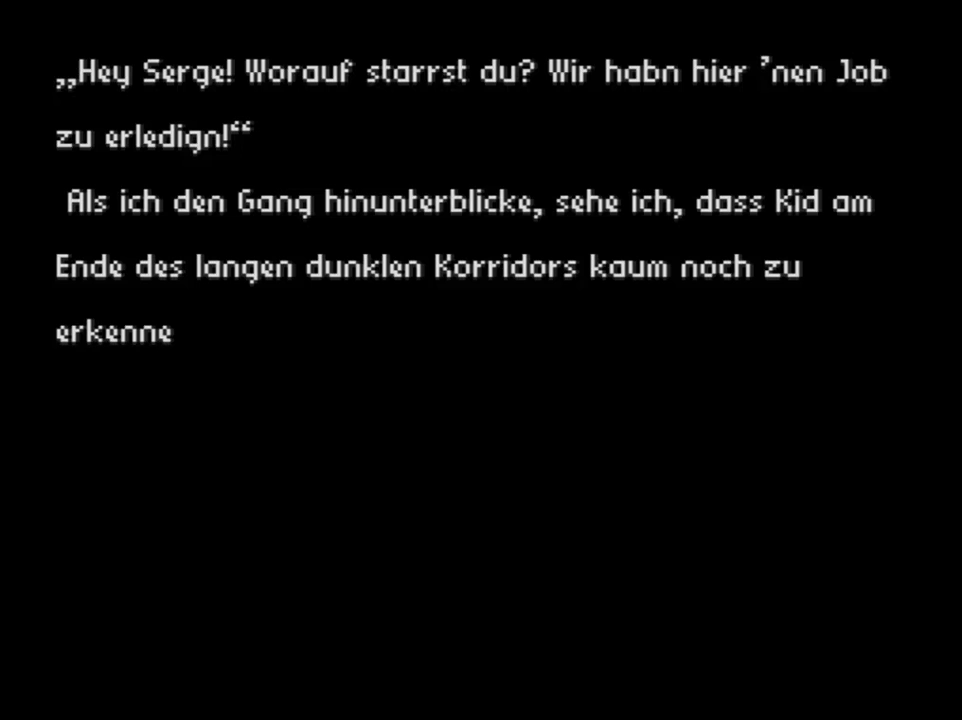 „Hey Serge! Worauf starrst du? Wir habn hier ’nen Job
zu erledign!“
Als ich den Gang hinunterblicke, sehe ich, dass Kid am
Ende des langen dunklen Korridors kaum noch zu
erkenne